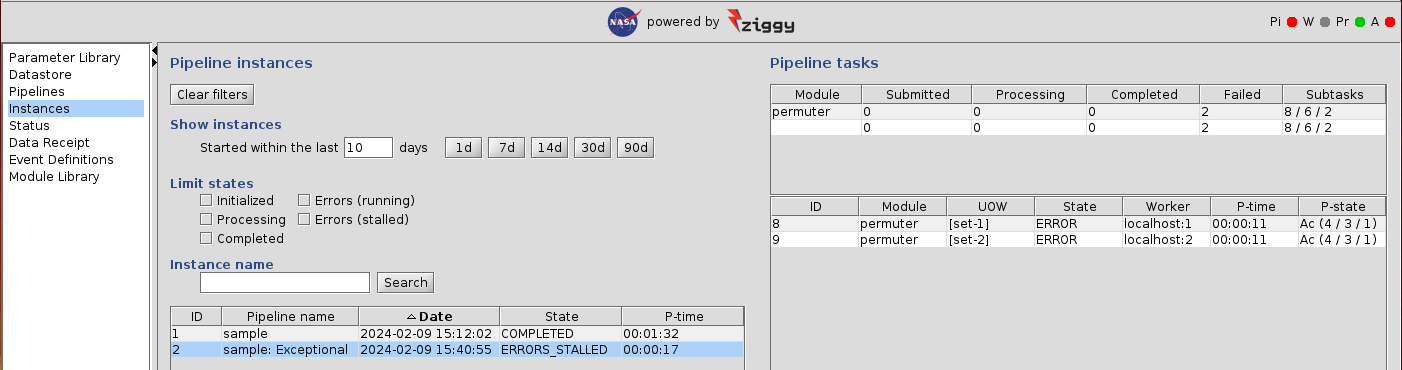 NASA powered by ziggy
Pi W Pr A
Parameter Library
Datastore
Pipelines
Instances
Status
Data Receipt
Event Definitions
Module Library
Pipeline instances
Clear filters
Show instances
Started within the last 10 days 1d 7d 14d 30d 90d
Limit states
Initialized Errors (running)
Processing Errors (stalled)
Completed
Instance name
Search
ID Pipeline name Date State P-time
1 sample 2024-02-09 15:12:02 COMPLETED 00:01:32
2 sample: Exceptional 2024-02-09 15:40:55 ERRORS_STALLED 00:00:17
Pipeline tasks
Module Submitted Processing Completed Failed Subtasks
permuter 0 0 0 2 8 / 6 / 2
0 0 0 2 8 / 6 / 2
ID Module UOW State Worker P-time P-state
8 permuter [set-1] ERROR localhost:1 00:00:11 Ac (4 / 3 / 1)
9 permuter [set-2] ERROR localhost:2 00:00:11 Ac (4 / 3 / 1)